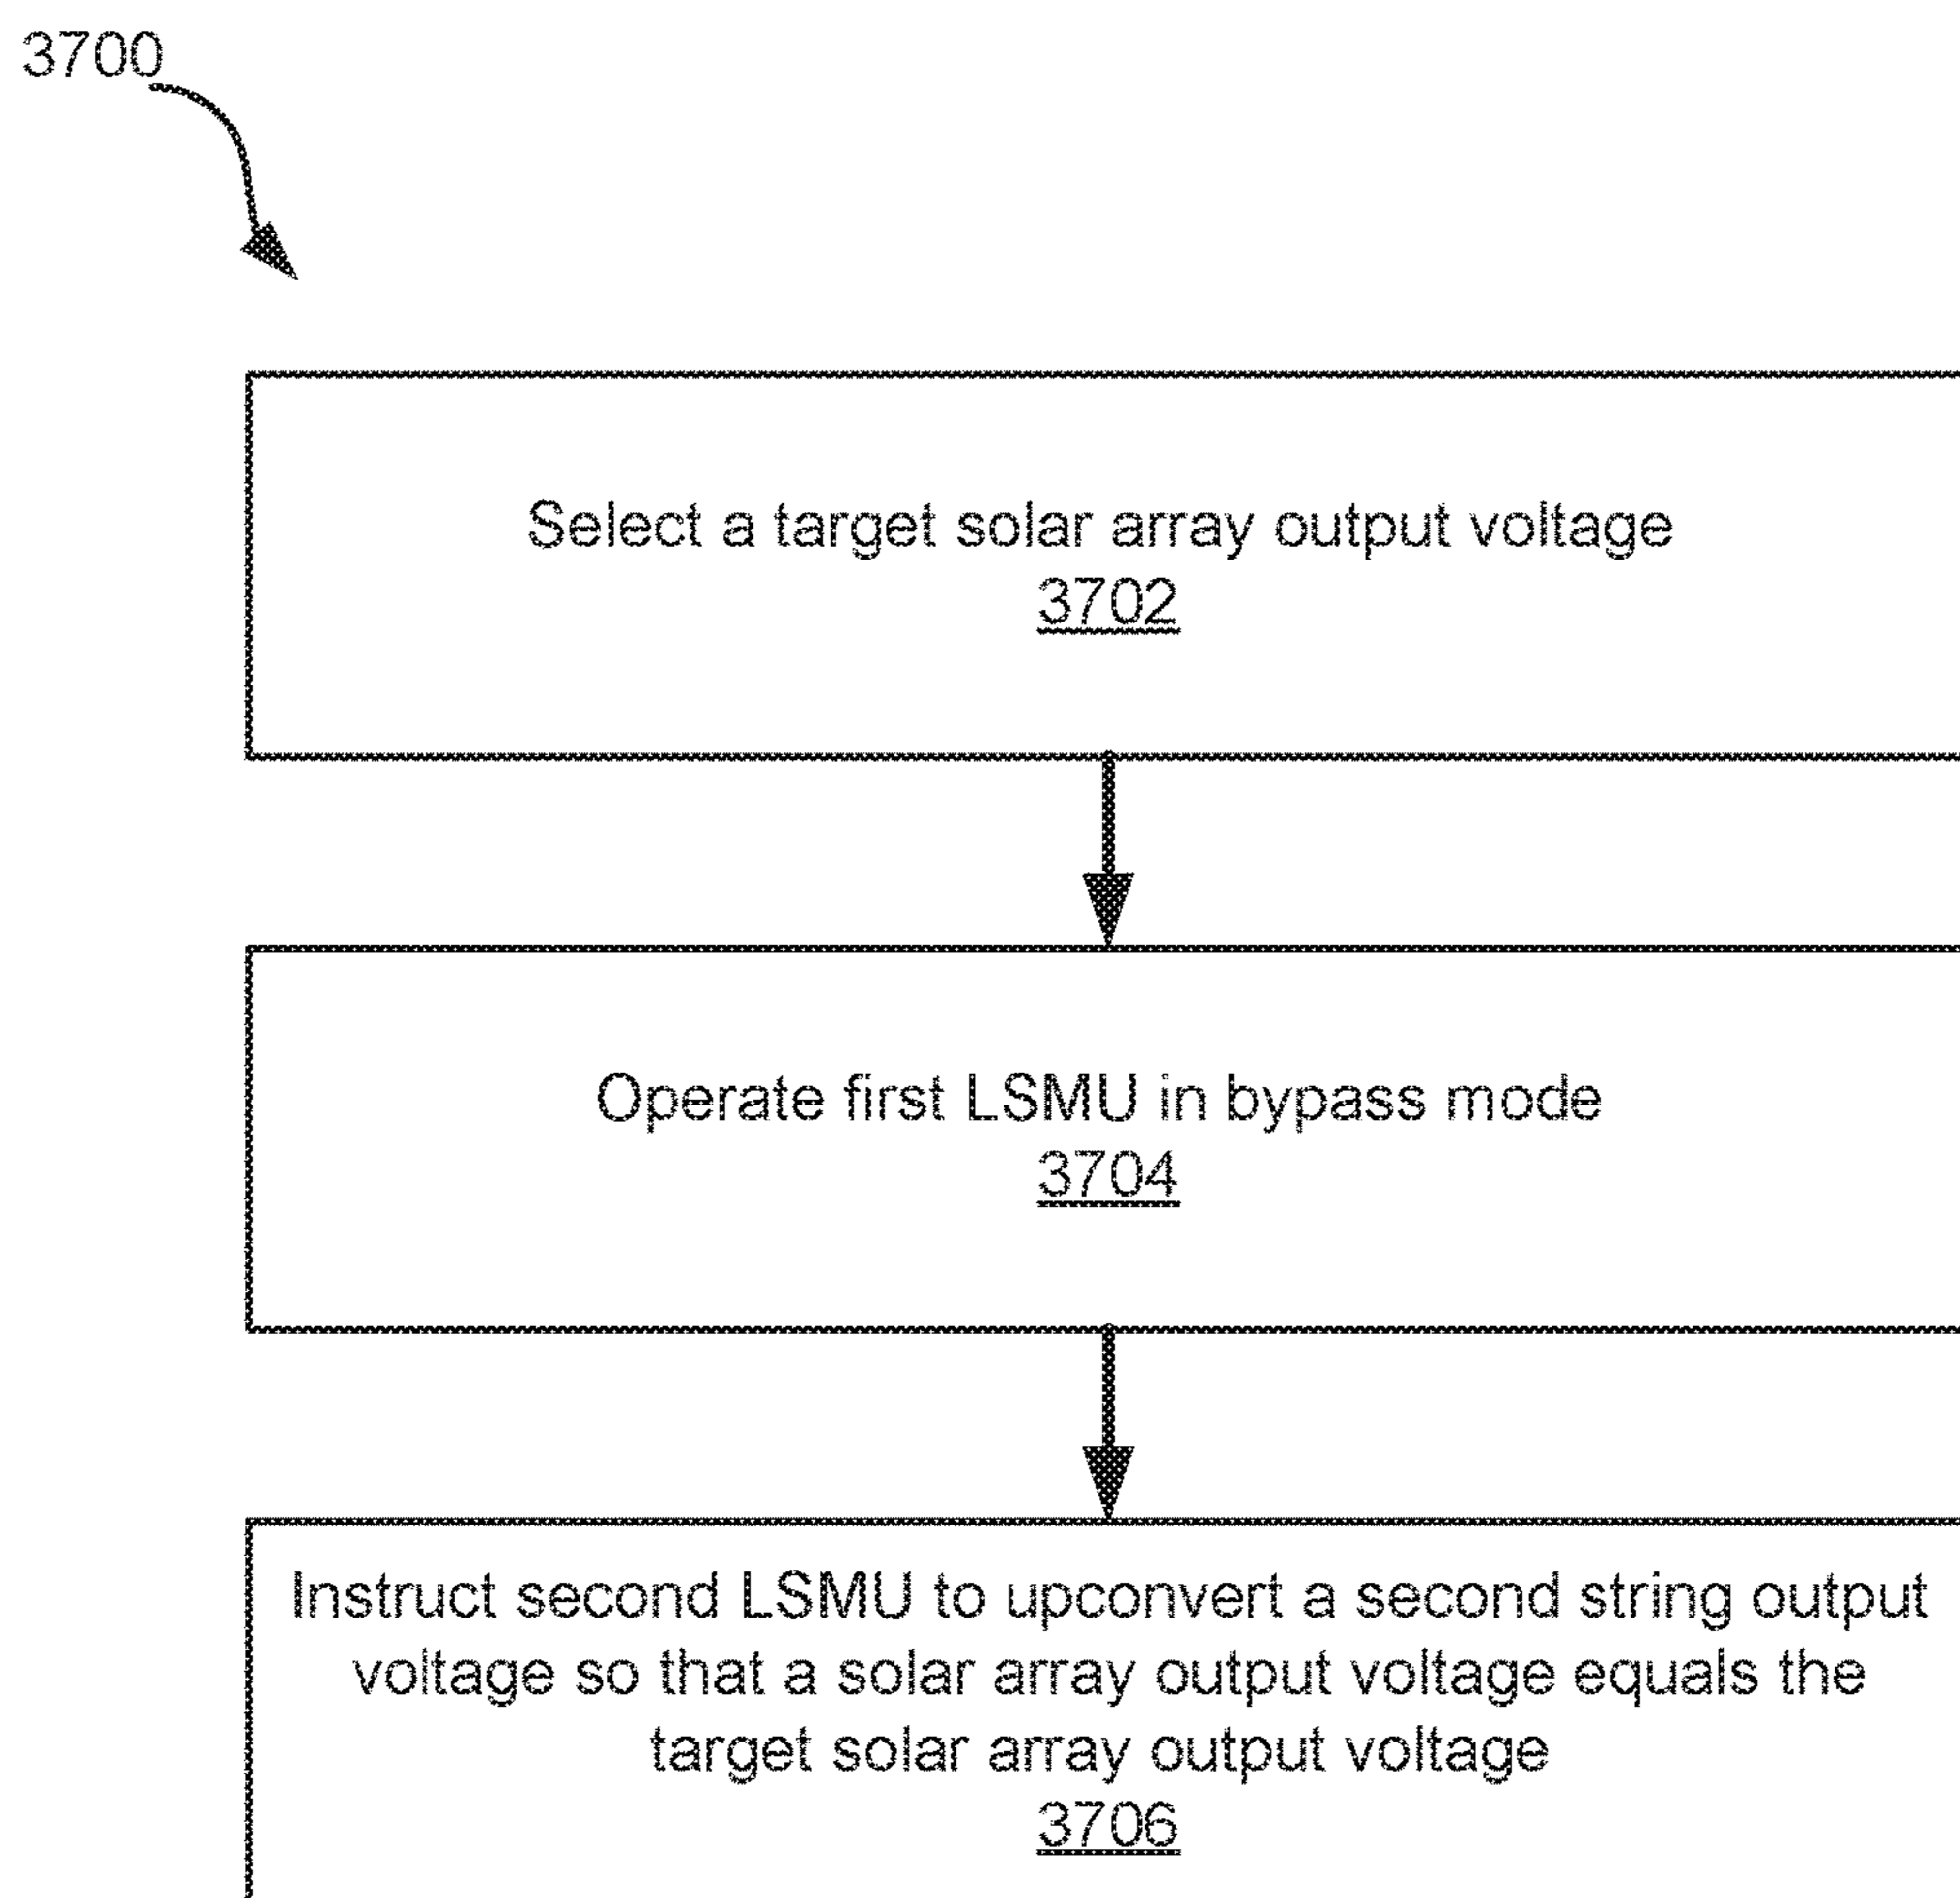 3700
Select a target solar array output voltage
3702
Operate first LSMU in bypass mode
3704
Instruct second LSMU to upconvert a second string output
voltage so that a solar array output voltage equals the
target solar array output voltage
3706